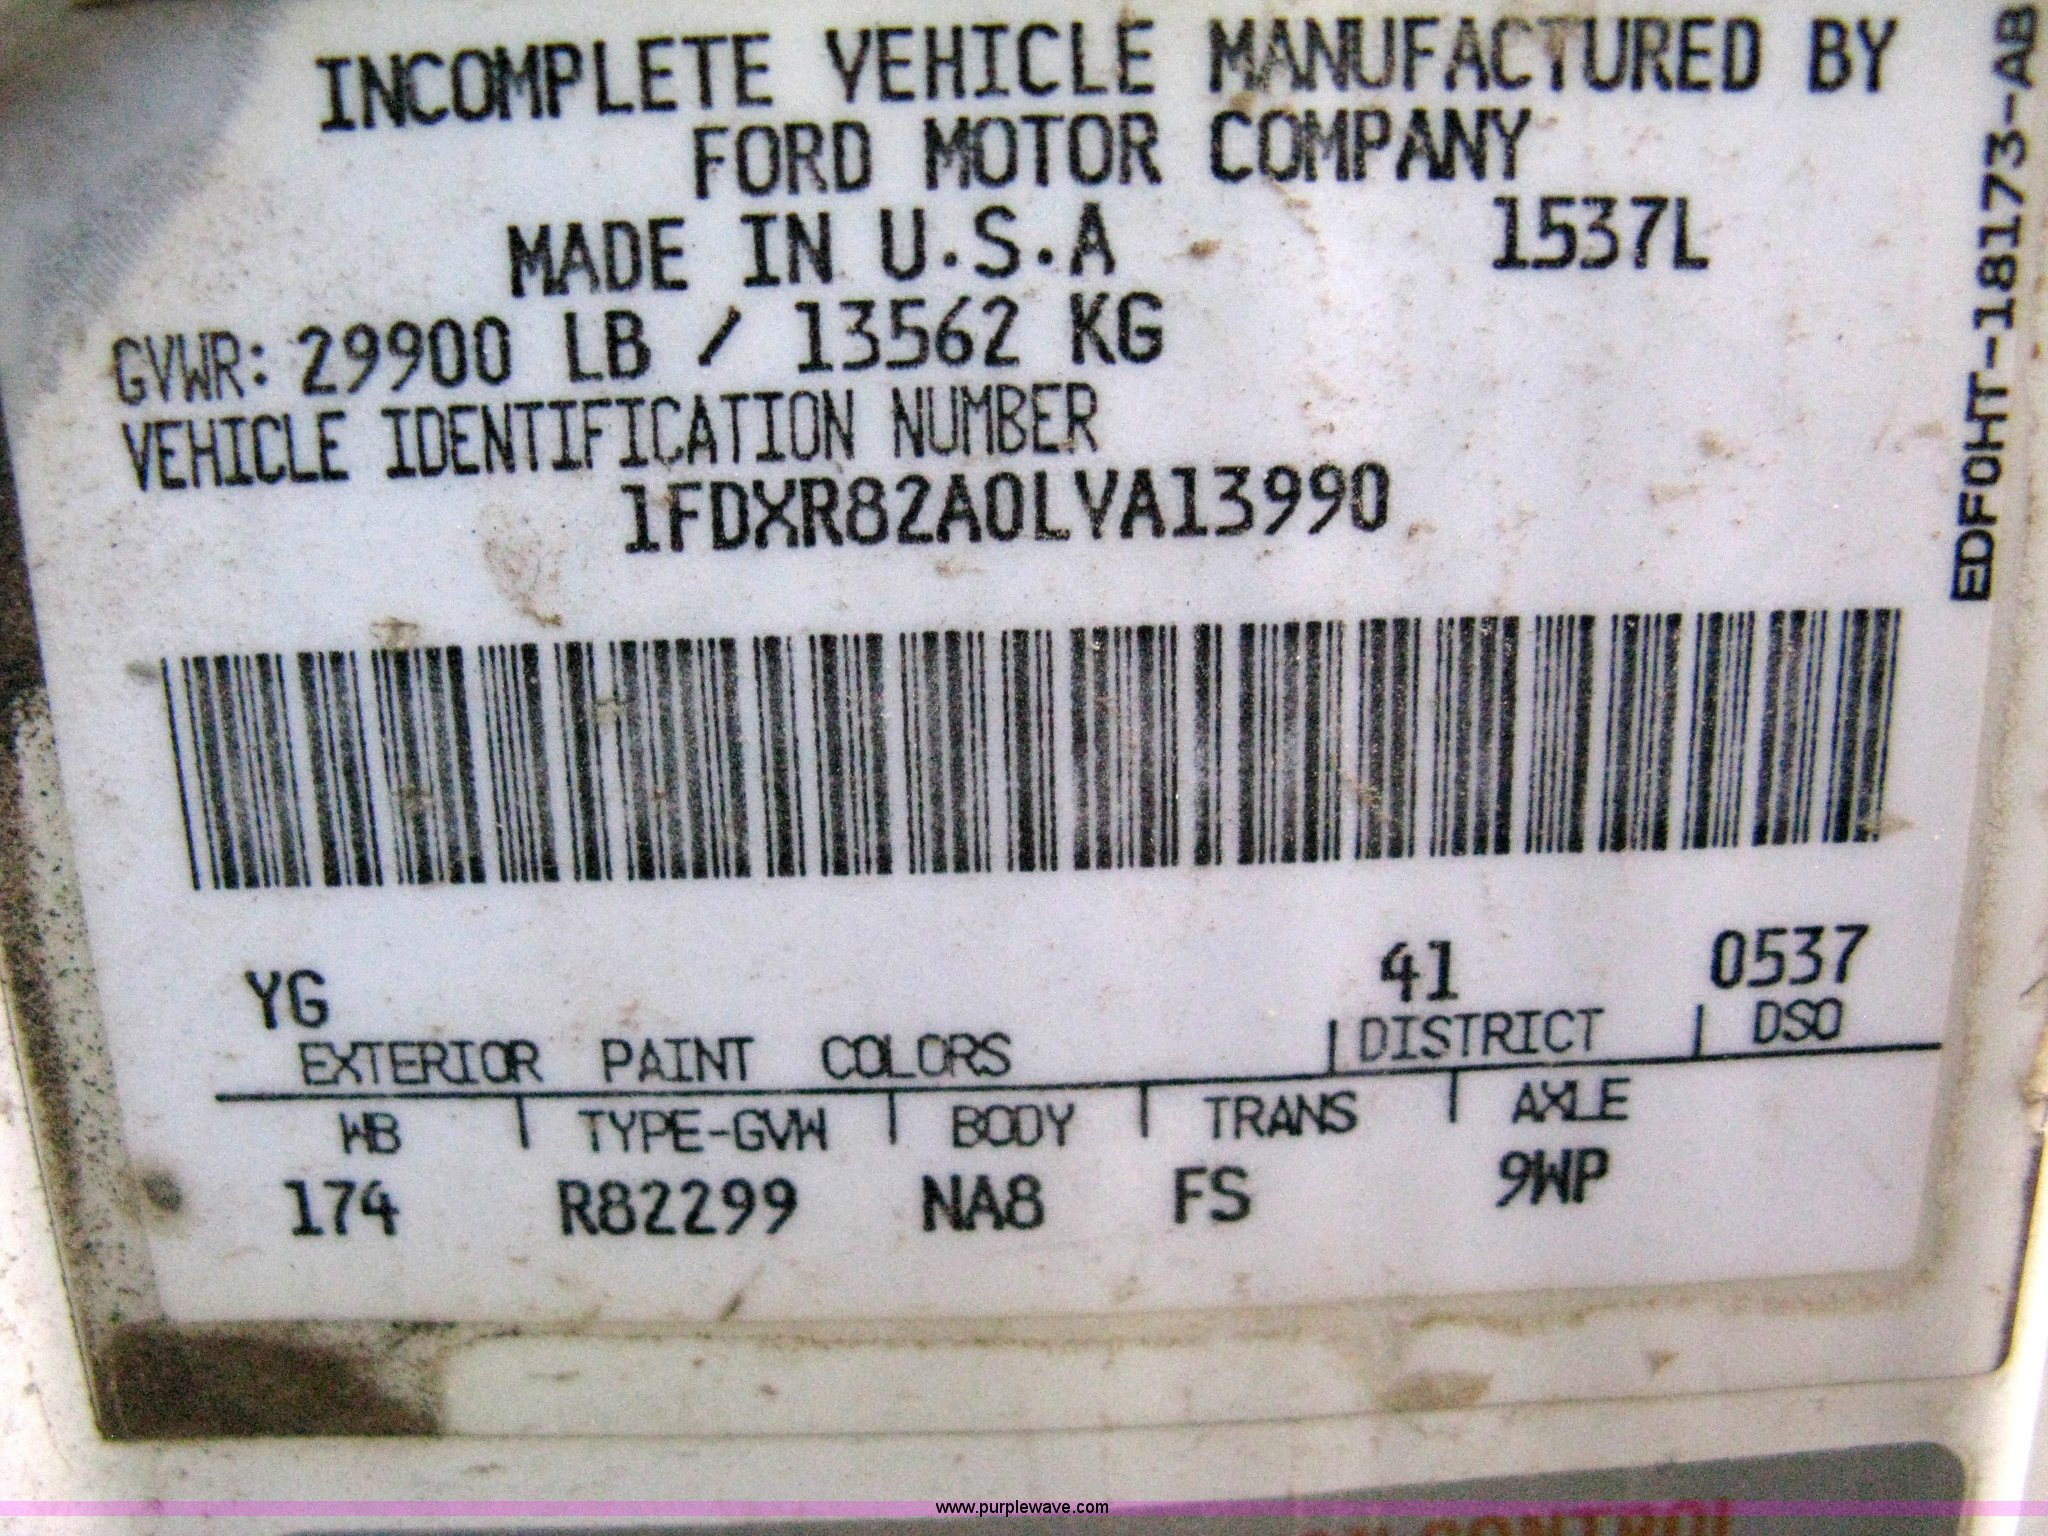 INCOMPLETE VEHICLE MANUFACTURED BY
FORD MOTOR COMPANY
MADE IN U.S.A 1537L
GVWR: 29900 LB / 13562 KG
VEHICLE IDENTIFICATION NUMBER
1FDXR82A0LVA13990
EDF0HT-18173-AB
YG 41 0537
EXTERIOR PAINT COLORS DISTRICT DSO
WB TYPE-GVW BODY TRANS AXLE
174 R82299 NA8 FS 9WP
CONTROL
www.purplewave.com